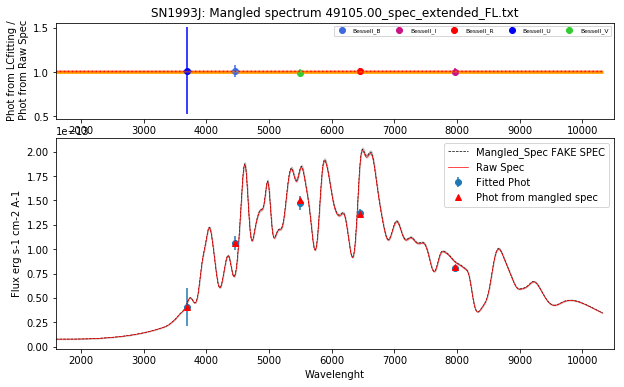 SN1993J: Mangled spectrum 49105.00_spec_extended_FL.txt
Phot from LCfitting /
Phot from Raw Spec
1.5
1.0
0.5
Bessell_B
Bessell_I
Bessell_R
Bessell_U
Bessell_V
2000 3000 4000 5000 6000 7000 8000 9000 10000
1e−13
Flux erg s-1 cm-2 A-1
2.00
1.75
1.50
1.25
1.00
0.75
0.50
0.25
0.00
Mangled_Spec FAKE SPEC
Raw Spec
Fitted Phot
Phot from mangled spec
2000 3000 4000 5000 6000 7000 8000 9000 10000
Wavelenght